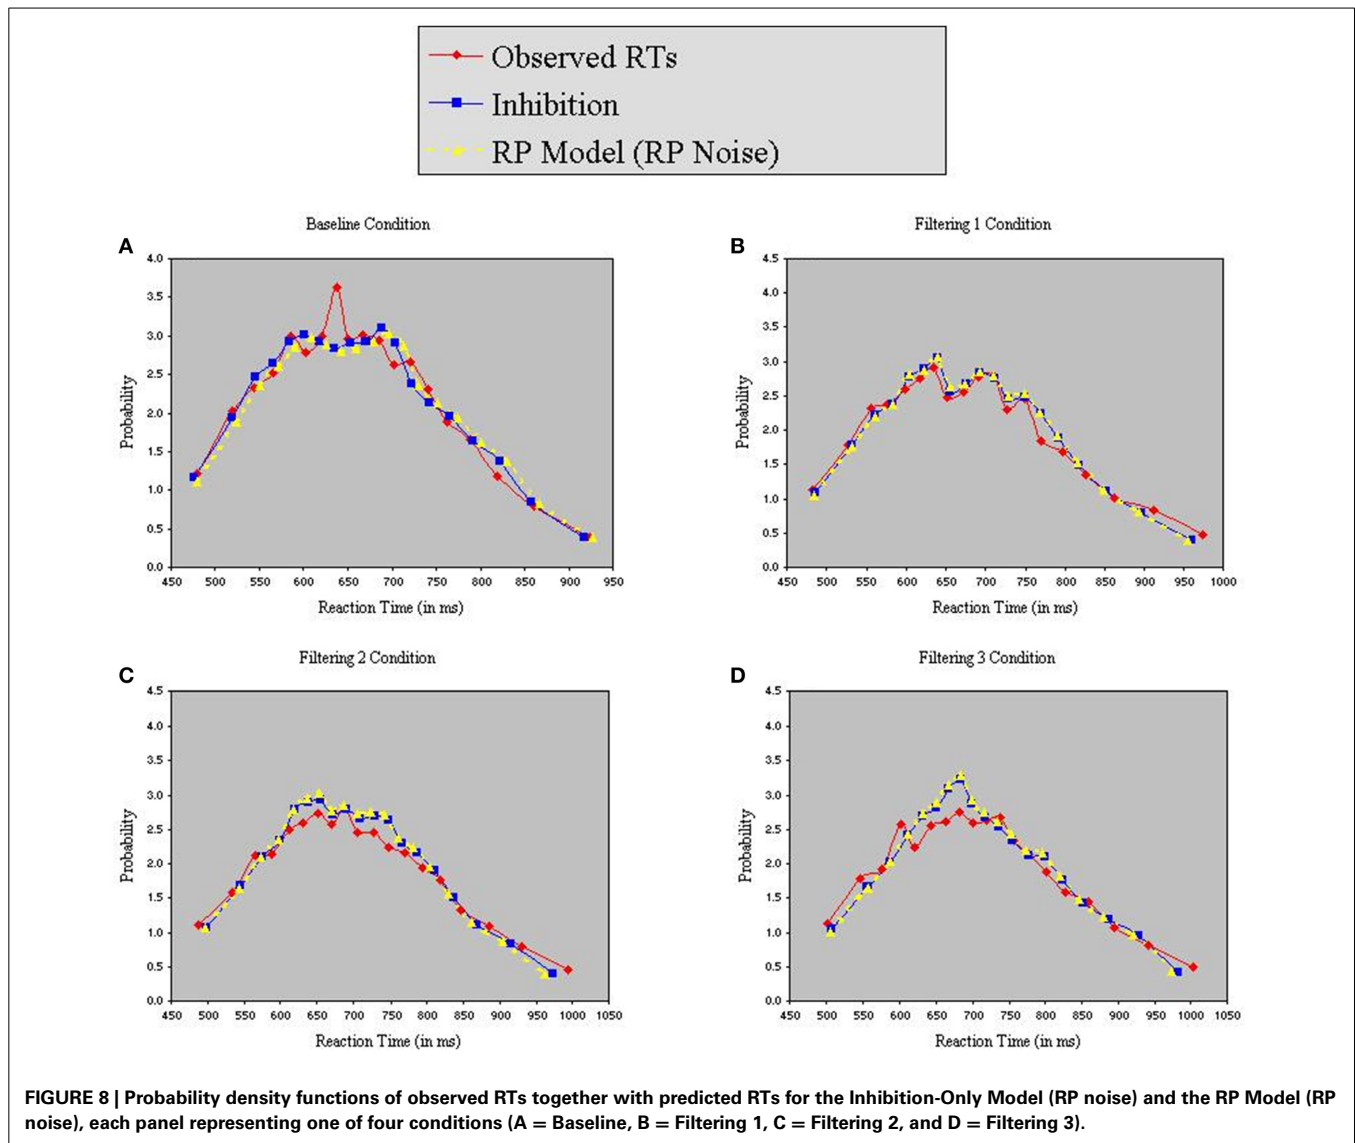 Observed RTs
Inhibition
RP Model (RP Noise)
Baseline Condition
A
4.0
3.5
3.0
2.5
2.0
1.5
1.0
0.5
0.0
Probability
450 500 550 600 650 700 750 800 850 900 950
Reaction Time (in ms)
Filtering 1 Condition
B
4.5
4.0
3.5
3.0
2.5
2.0
1.5
1.0
0.5
0.0
Probability
450 500 550 600 650 700 750 800 850 900 950 1000
Reaction Time (in ms)
Filtering 2 Condition
C
4.5
4.0
3.5
3.0
2.5
2.0
1.5
1.0
0.5
0.0
Probability
450 500 550 600 650 700 750 800 850 900 950 1000 1050
Reaction Time (in ms)
Filtering 3 Condition
D
4.5
4.0
3.5
3.0
2.5
2.0
1.5
1.0
0.5
0.0
Probability
450 500 550 600 650 700 750 800 850 900 950 1000 1050
Reaction Time (in ms)
FIGURE 8 | Probability density functions of observed RTs together with predicted RTs for the Inhibition-Only Model (RP noise) and the RP Model (RP
noise), each panel representing one of four conditions (A = Baseline, B = Filtering 1, C = Filtering 2, and D = Filtering 3).